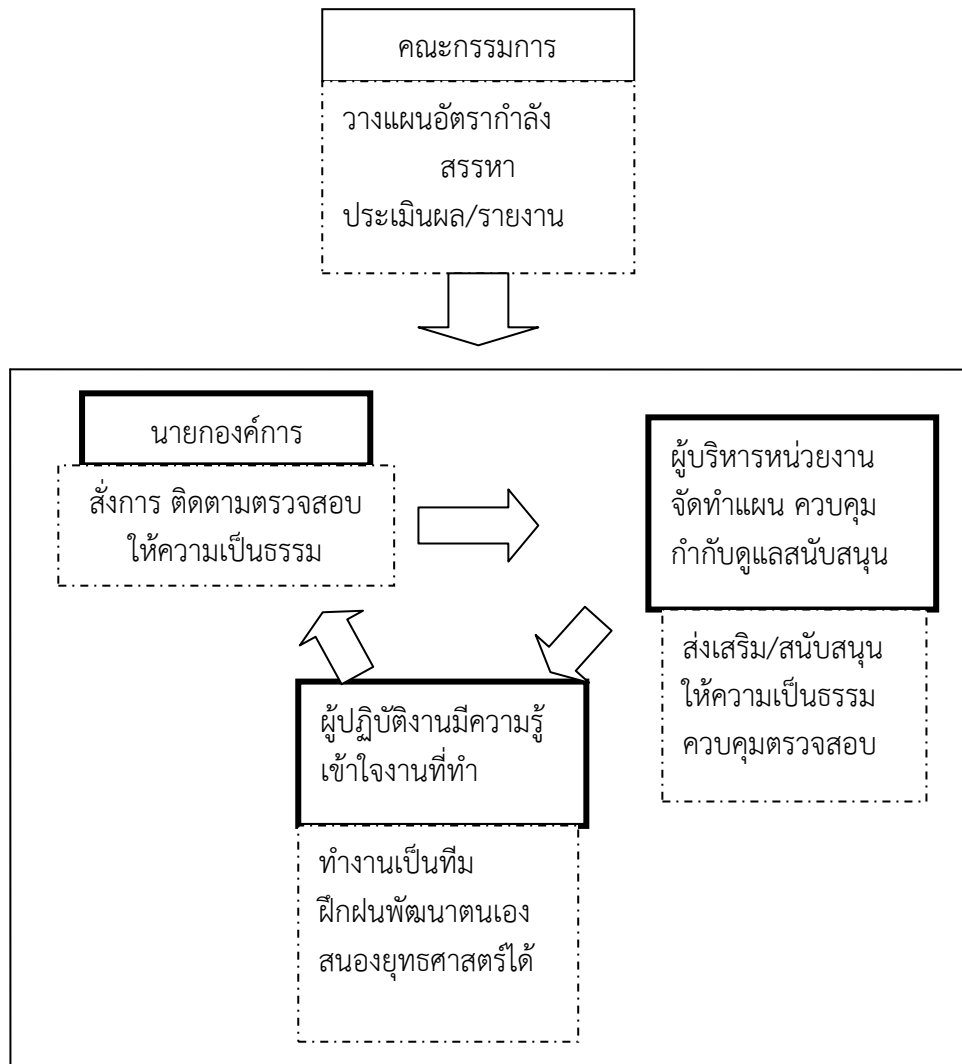 คณะกรรมการ
วางแผนอัตรากำลัง
สรรหา
ประเมินผล/รายงาน
นายกองค์การ
สั่งการ ติดตามตรวจสอบ
ให้ความเป็นธรรม
ผู้บริหารหน่วยงาน
จัดทำแผน ควบคุม
กำกับดูแลสนับสนุน
ส่งเสริม/สนับสนุน
ให้ความเป็นธรรม
ควบคุมตรวจสอบ
ผู้ปฏิบัติงานมีความรู้
เข้าใจงานที่ทำ
ทำงานเป็นทีม
ฝึกฝนพัฒนาตนเอง
สนองยุทธศาสตร์ได้